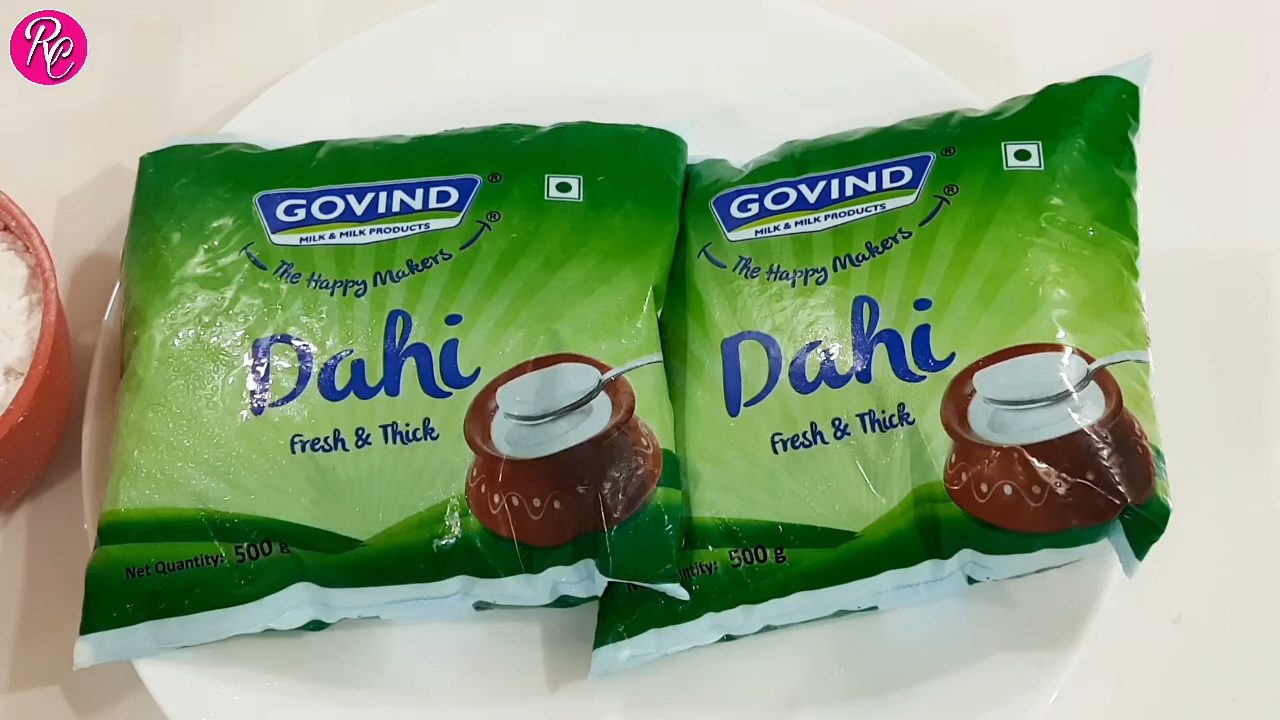 RC
GOVIND®
MILK & MILK PRODUCTS
The Happy Makers®
Dahi
Fresh & Thick
Net Quantity: 500 g
GOVIND®
MILK & MILK PRODUCTS
The Happy Makers®
Dahi
Fresh & Thick
500 g